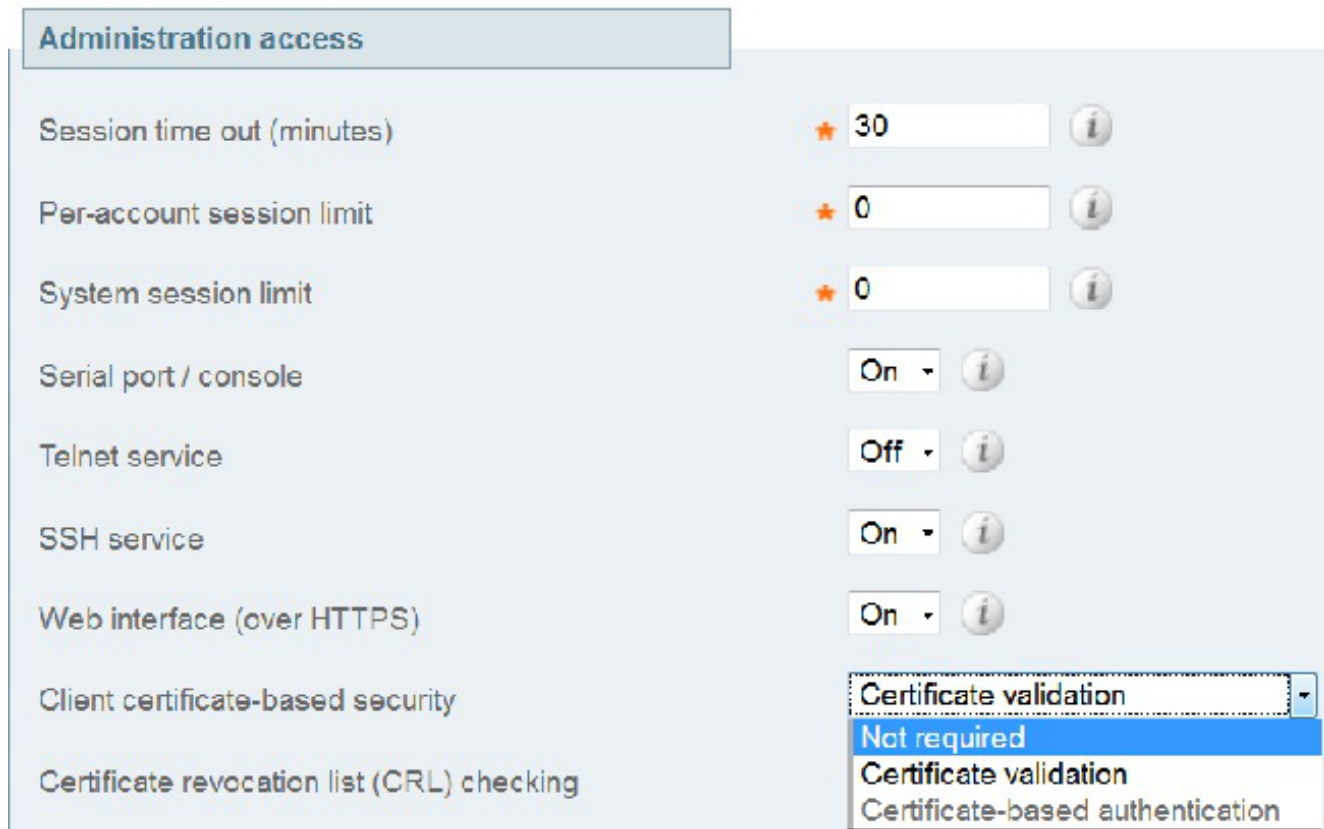 Administration access
Session time out (minutes) * 30 i
Per-account session limit * 0 i
System session limit * 0 i
Serial port / console On i
Telnet service Off i
SSH service On i
Web interface (over HTTPS) On i
Client certificate-based security Certificate validation
Not required
Certificate revocation list (CRL) checking Certificate validation
Certificate-based authentication